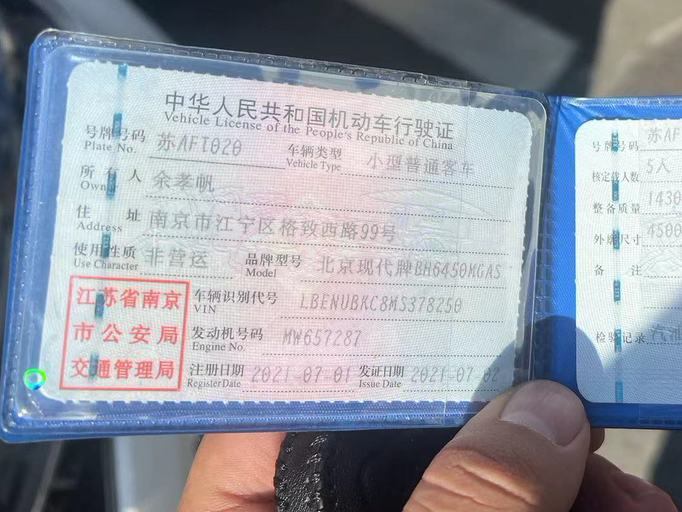 中华人民共和国机动车行驶证
Vehicle License of the People's Republic of China
号牌号码 苏AFT020 车辆类型 小型普通客车
Plate No. Vehicle Type
所有人 余孝帆
Owner
住址 南京市江宁区格致西路99号
Address
使用性质 非营运 品牌型号 北京现代牌BH6450MGAS
Use Character Model
车辆识别代号 LBENUBKC8MS378250
VIN
发动机号码 MW657287
Engine No.
注册日期 2021-07-01 发证日期 2021-07-02
Register Date Issue Date
江苏省南京
市公安局
交通管理局
号牌号码 苏AF
核定载人数 5人
整备质量 1430
外廓尺寸 4500
备注
检验记录 汽油